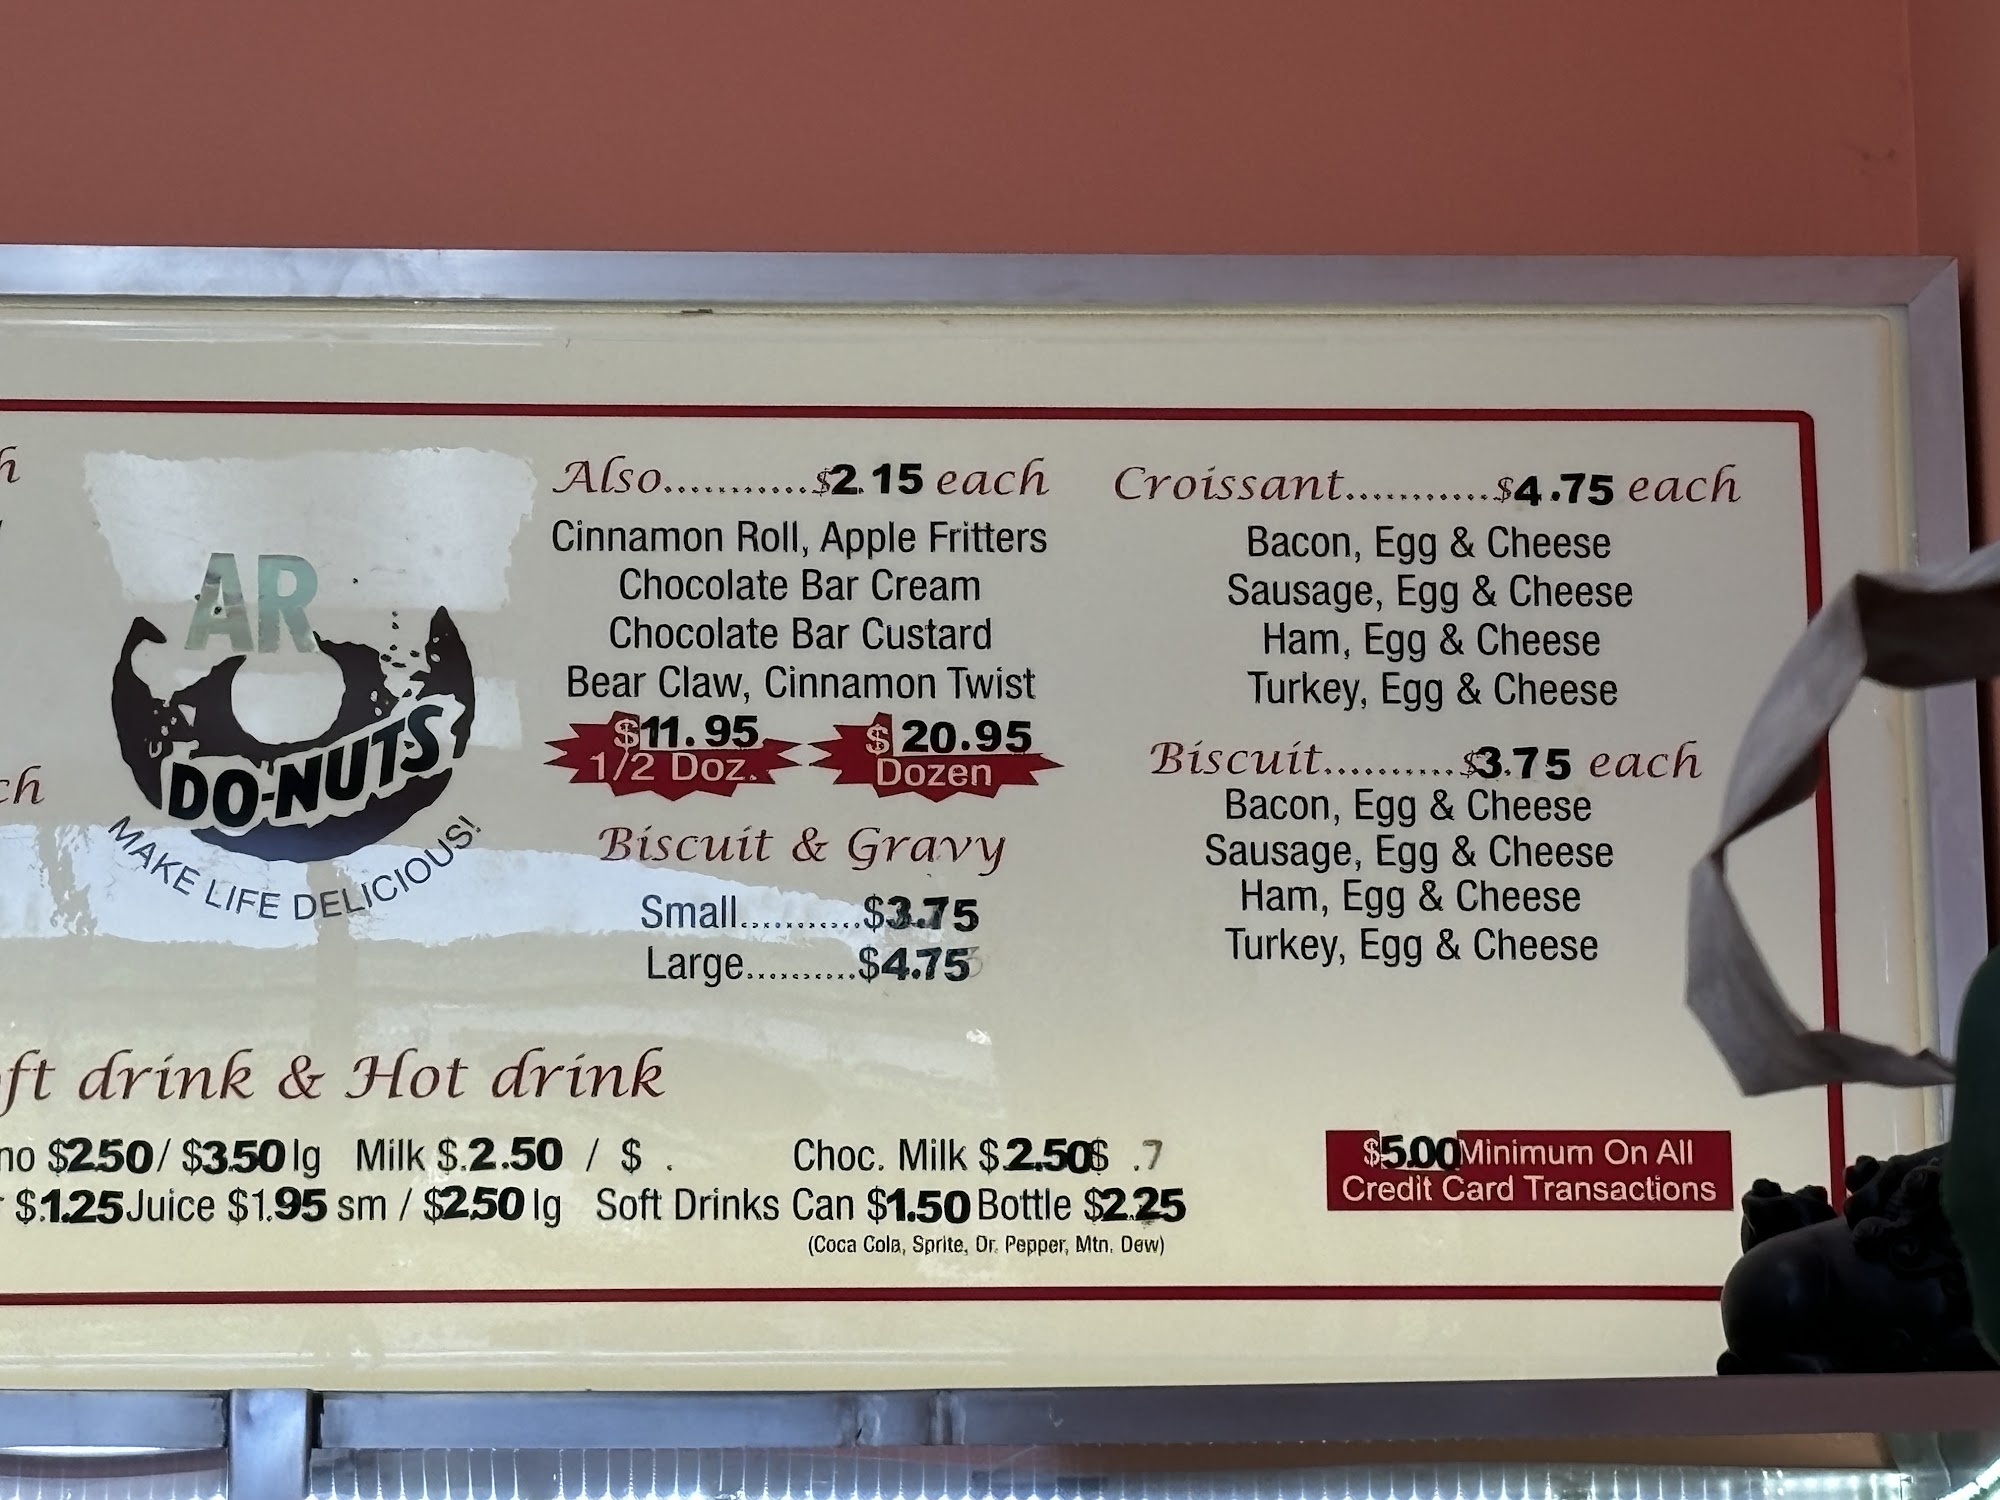 AR
DO-NUTS
MAKE LIFE DELICIOUS!
Also...........$2.15 each
Cinnamon Roll, Apple Fritters
Chocolate Bar Cream
Chocolate Bar Custard
Bear Claw, Cinnamon Twist
$11.95
1/2 Doz.
$20.95
Dozen
Biscuit & Gravy
Small...........$3.75
Large..........$4.75
Croissant...........$4.75 each
Bacon, Egg & Cheese
Sausage, Egg & Cheese
Ham, Egg & Cheese
Turkey, Egg & Cheese
Biscuit..........$3.75 each
Bacon, Egg & Cheese
Sausage, Egg & Cheese
Ham, Egg & Cheese
Turkey, Egg & Cheese
drink & Hot drink
$2.50/ $3.50 lg Milk $.2.50 / $ . Choc. Milk $2.50$ .7
$.1.25 Juice $1.95 sm / $2.50 lg Soft Drinks Can $1.50 Bottle $2.25
(Coca Cola, Sprite, Dr. Pepper, Mtn. Dew)
$5.00 Minimum On All
Credit Card Transactions